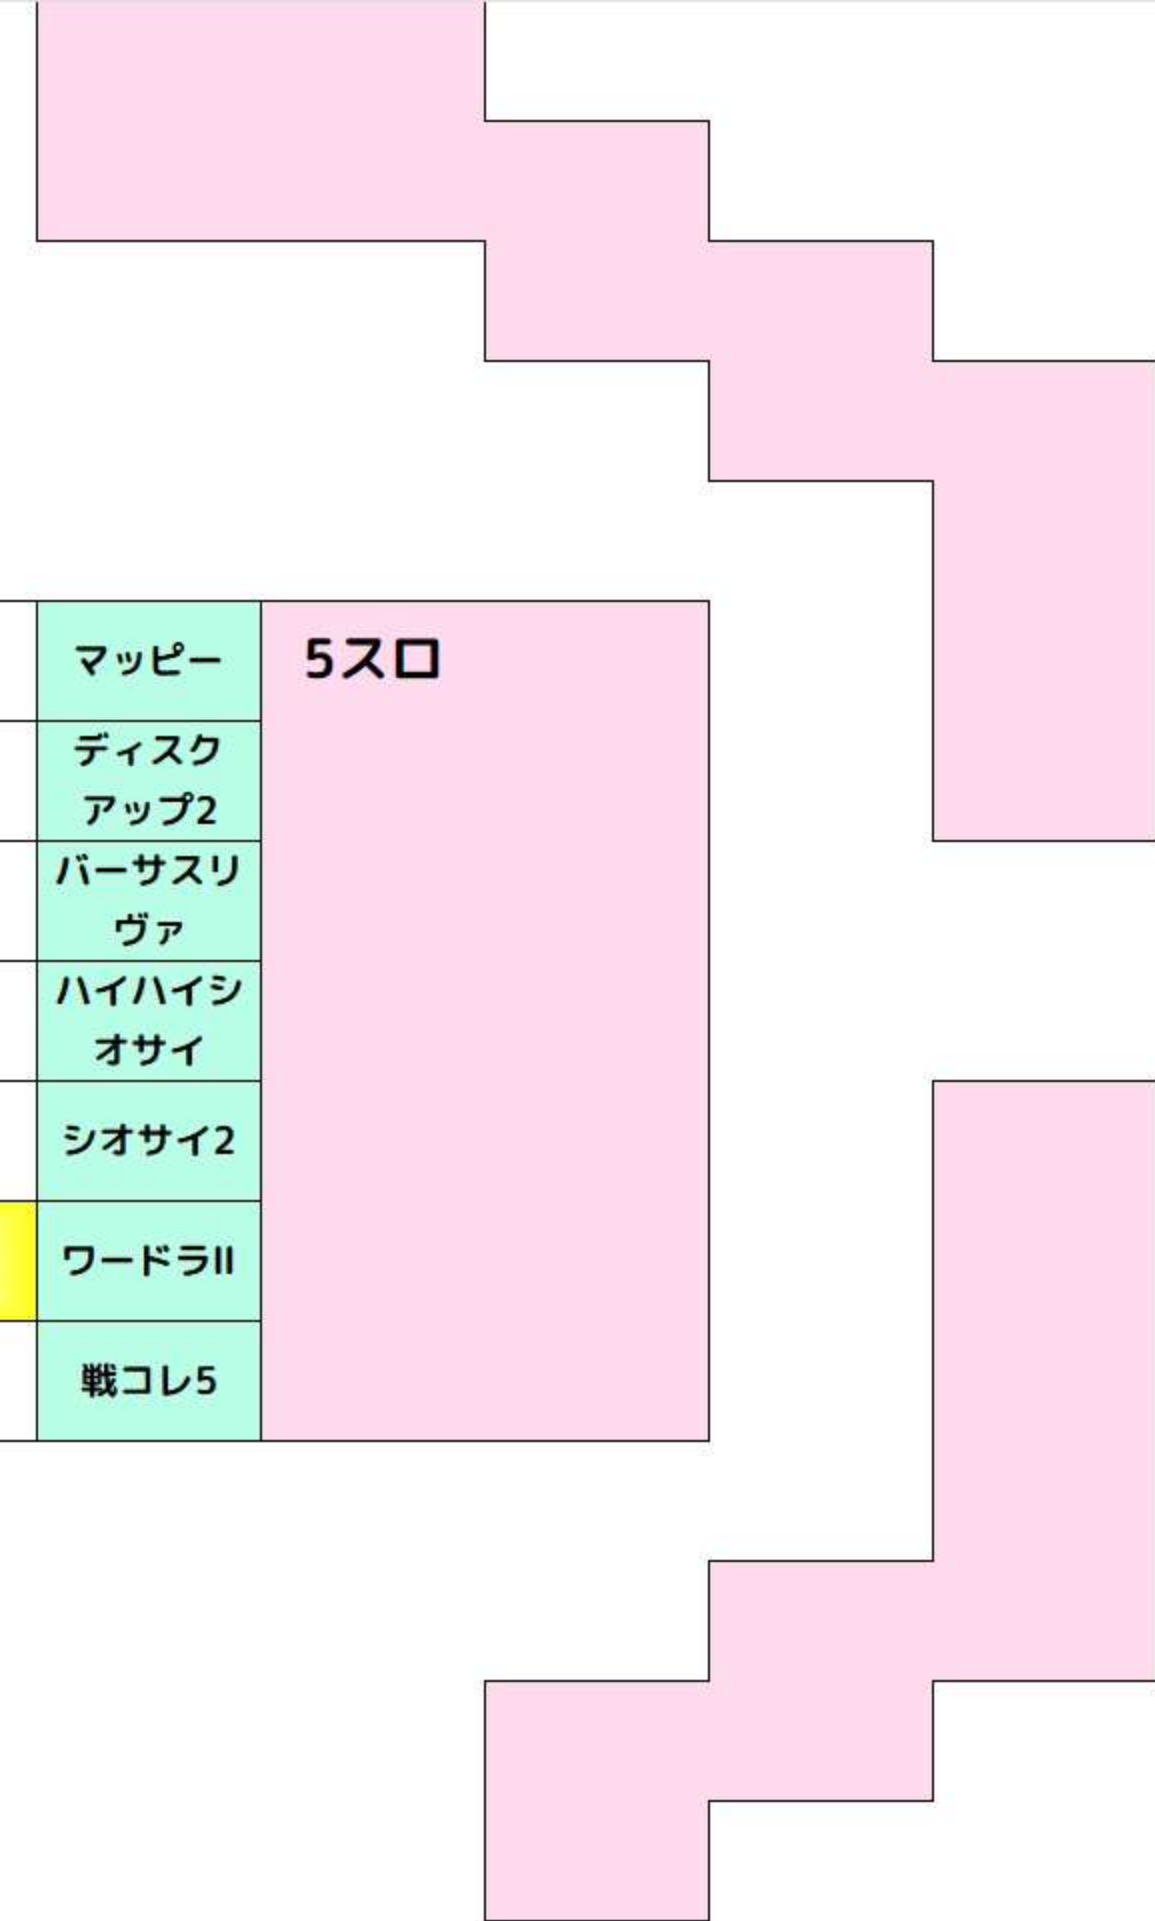 マッピー
5スロ
ディスク
アップ2
バーサスリ
ヴァ
ハイハイシ
オサイ
シオサイ2
ワードラII
戦コレ5